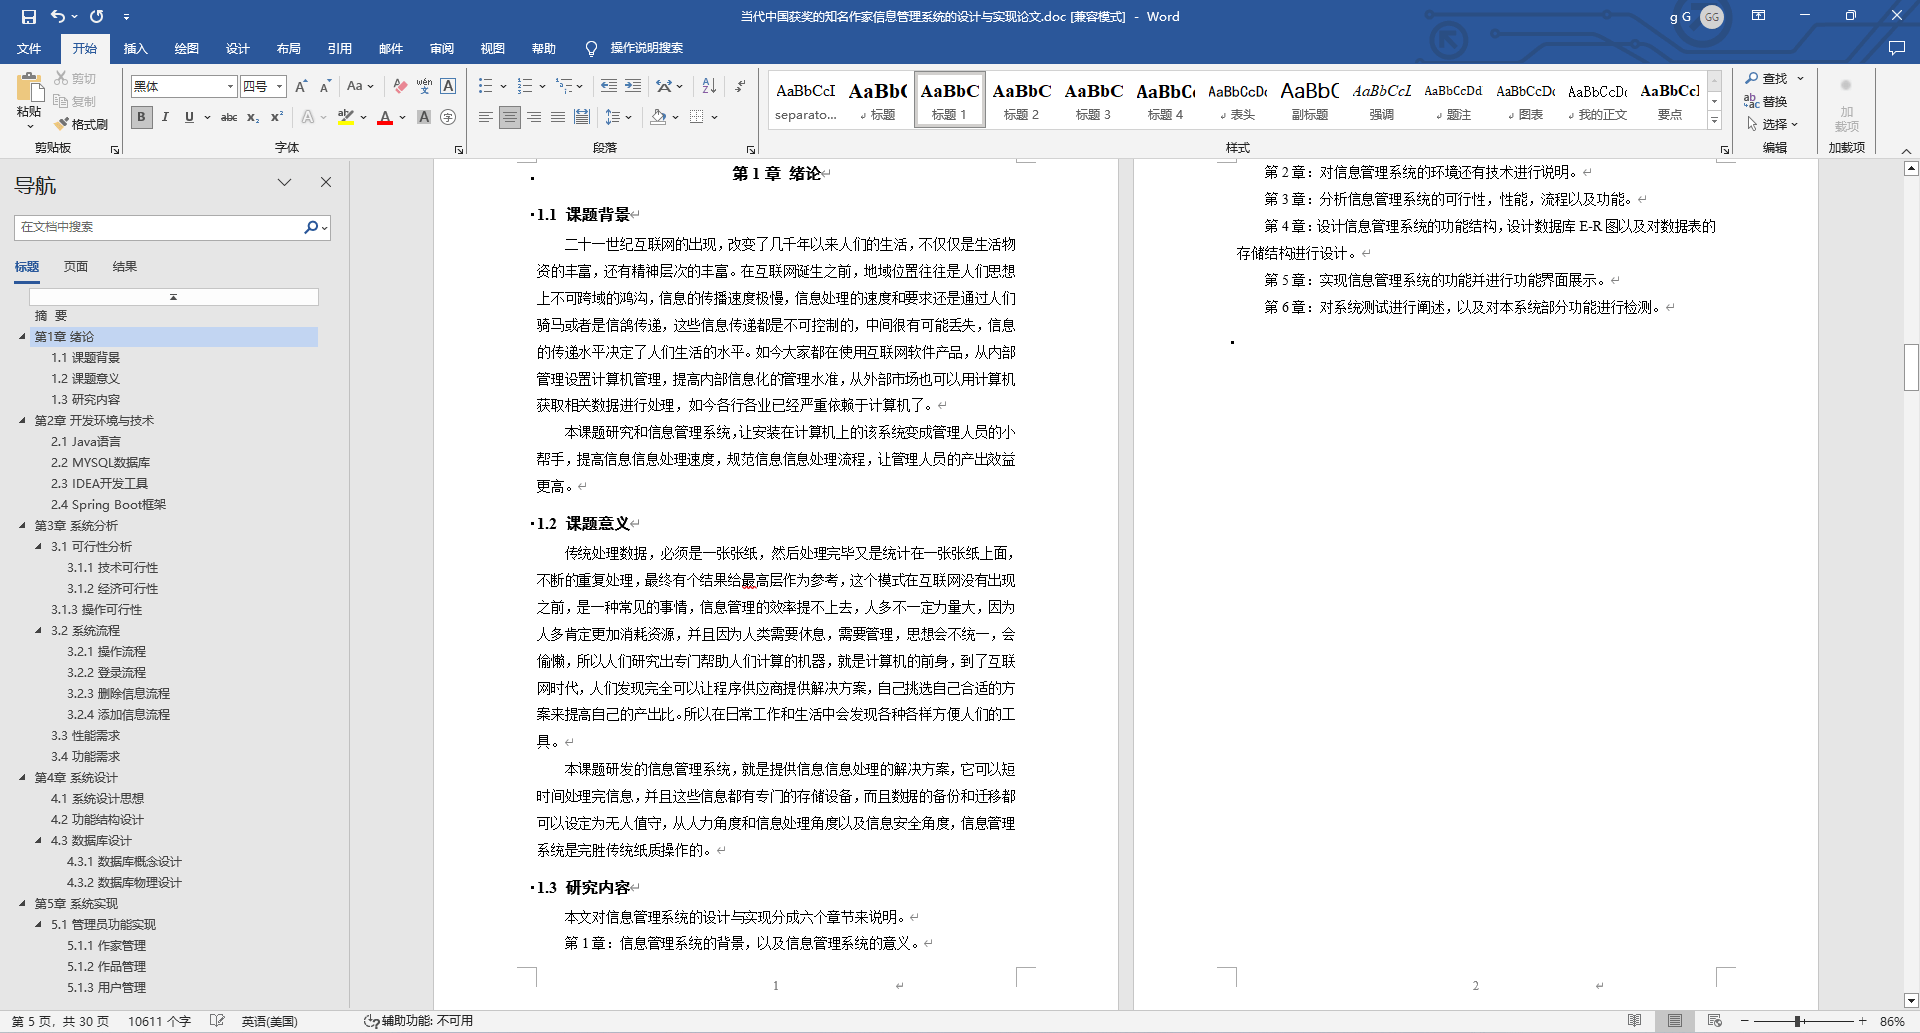 当代中国获奖的知名作家信息管理系统的设计与实现论文.doc [兼容模式] - Word
g G
GG
文件 开始 插入 绘图 设计 布局 引用 邮件 审阅 视图 帮助 操作说明搜索
粘贴
剪切
复制
格式刷
剪贴板
黑体 四号 Aa wén 文 A
B I U abc x₂ x² A ab A A 字
字体
段落
AaBbCcI separato...
AaBb( 标题
AaBbC 标题 1
AaBbC 标题 2
AaBbC 标题 3
AaBbC 标题 4
AaBbCcDc 表头
AaBbC 副标题
AaBbCcL 强调
AaBbCcDd 题注
AaBbCcDc 图表
AaBbCcDc 我的正文
AaBbCcI 要点
样式
查找
替换
选择
编辑
加
载项
加载项
导航
在文档中搜索
标题 页面 结果
摘 要
第1章 绪论
1.1 课题背景
1.2 课题意义
1.3 研究内容
第2章 开发环境与技术
2.1 Java语言
2.2 MYSQL数据库
2.3 IDEA开发工具
2.4 Spring Boot框架
第3章 系统分析
3.1 可行性分析
3.1.1 技术可行性
3.1.2 经济可行性
3.1.3 操作可行性
3.2 系统流程
3.2.1 操作流程
3.2.2 登录流程
3.2.3 删除信息流程
3.2.4 添加信息流程
3.3 性能需求
3.4 功能需求
第4章 系统设计
4.1 系统设计思想
4.2 功能结构设计
4.3 数据库设计
4.3.1 数据库概念设计
4.3.2 数据库物理设计
第5章 系统实现
5.1 管理员功能实现
5.1.1 作家管理
5.1.2 作品管理
5.1.3 用户管理
第 1 章 绪论
1.1 课题背景
二十一世纪互联网的出现，改变了几千年以来人们的生活，不仅仅是生活物
资的丰富，还有精神层次的丰富。在互联网诞生之前，地域位置往往是人们思想
上不可跨域的鸿沟，信息的传播速度极慢，信息处理的速度和要求还是通过人们
骑马或者是信鸽传递，这些信息传递都是不可控制的，中间很有可能丢失，信息
的传递水平决定了人们生活的水平。如今大家都在使用互联网软件产品，从内部
管理设置计算机管理，提高内部信息化的管理水准，从外部市场也可以用计算机
获取相关数据进行处理，如今各行各业已经严重依赖于计算机了。
本课题研究和信息管理系统，让安装在计算机上的该系统变成管理人员的小
帮手，提高信息信息处理速度，规范信息信息处理流程，让管理人员的产出效益
更高。
1.2 课题意义
传统处理数据，必须是一张张纸，然后处理完毕又是统计在一张张纸上面，
不断的重复处理，最终有个结果给最高层作为参考，这个模式在互联网没有出现
之前，是一种常见的事情，信息管理的效率提不上去，人多不一定力量大，因为
人多肯定更加消耗资源，并且因为人类需要休息，需要管理，思想会不统一，会
偷懒，所以人们研究出专门帮助人们计算的机器，就是计算机的前身，到了互联
网时代，人们发现完全可以让程序供应商提供解决方案，自己挑选自己合适的方
案来提高自己的产出比。所以在日常工作和生活中会发现各种各样方便人们的工
具。
本课题研发的信息管理系统，就是提供信息信息处理的解决方案，它可以短
时间处理完信息，并且这些信息都有专门的存储设备，而且数据的备份和迁移都
可以设定为无人值守，从人力角度和信息处理角度以及信息安全角度，信息管理
系统是完胜传统纸质操作的。
1.3 研究内容
本文对信息管理系统的设计与实现分成六个章节来说明。
第 1 章：信息管理系统的背景，以及信息管理系统的意义。
1
第 2 章：对信息管理系统的环境还有技术进行说明。
第 3 章：分析信息管理系统的可行性，性能，流程以及功能。
第 4 章：设计信息管理系统的功能结构，设计数据库 E-R 图以及对数据表的
存储结构进行设计。
第 5 章：实现信息管理系统的功能并进行功能界面展示。
第 6 章：对系统测试进行阐述，以及对本系统部分功能进行检测。
2
第 5 页，共 30 页 10611 个字 英语(美国) 辅助功能: 不可用 86%